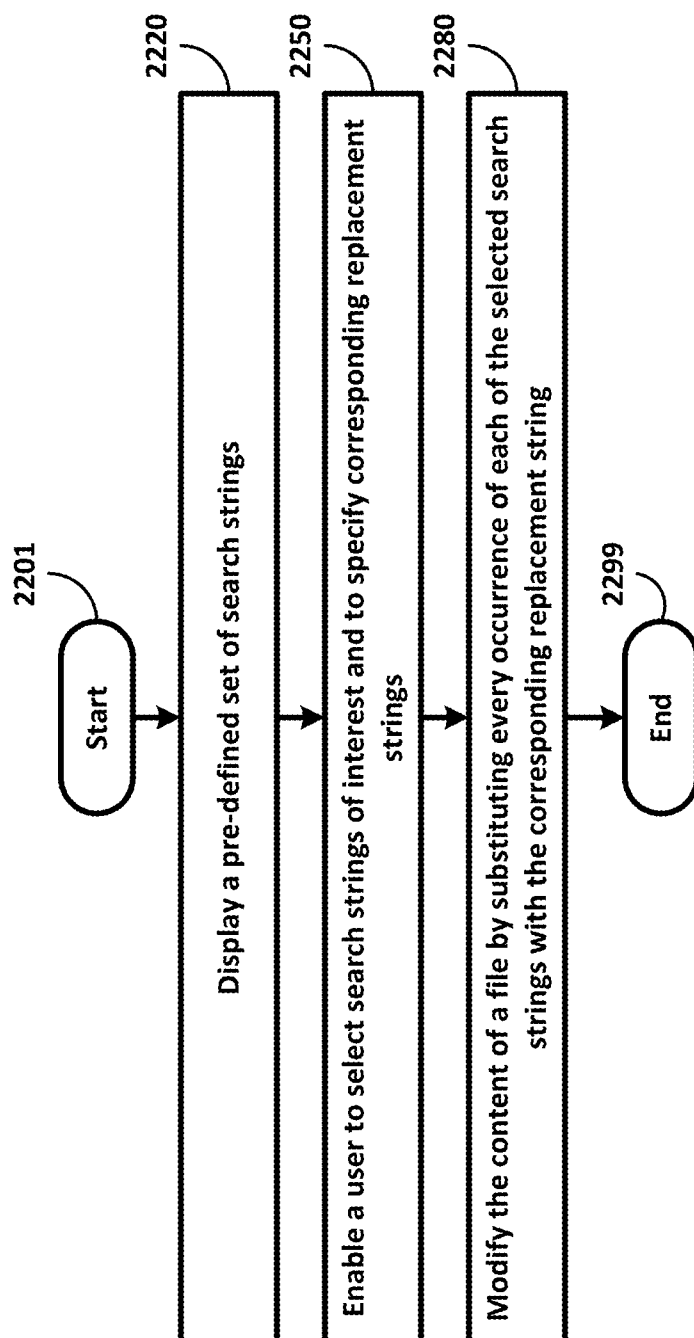 2201
Start
2220
Display a pre-defined set of search strings
2250
Enable a user to select search strings of interest and to specify corresponding replacement
strings
2280
Modify the content of a file by substituting every occurrence of each of the selected search
strings with the corresponding replacement string
2299
End